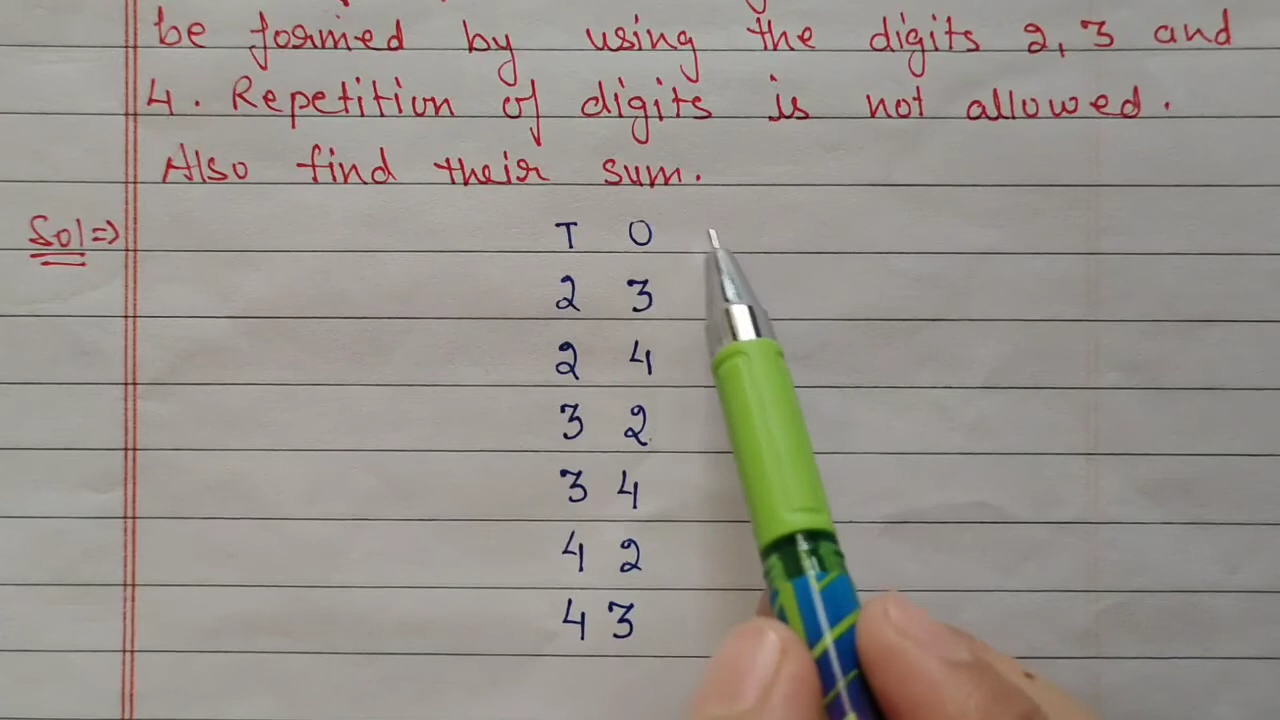 be formed by using the digits 2, 3 and
4. Repetition of digits is not allowed.
Also find their sum.
Sol⇒
T O
2 3
2 4
3 2
3 4
4 2
4 3